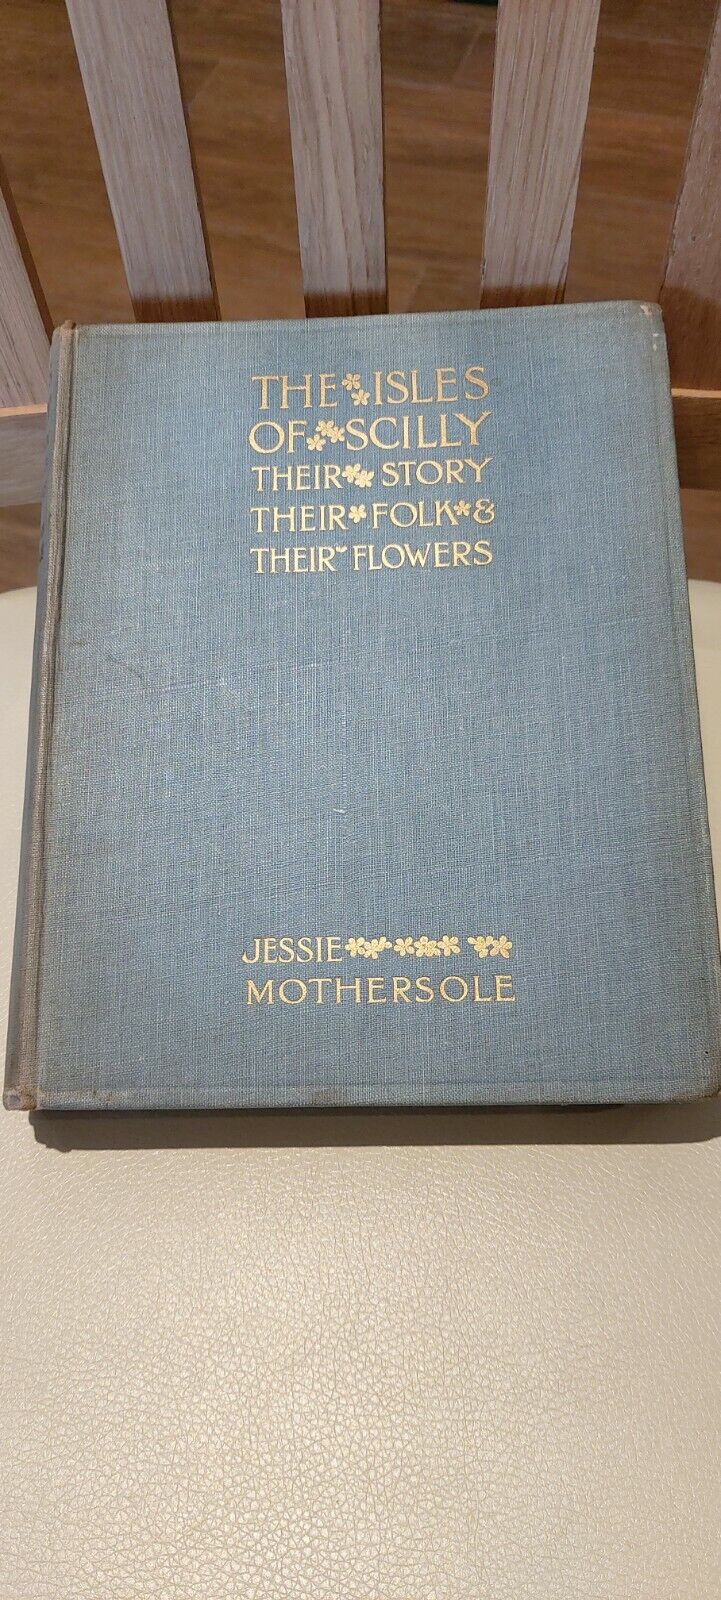 THE ISLES
OF SCILLY
THEIR STORY
THEIR FOLK &
THEIR FLOWERS
JESSIE
MOTHERSOLE